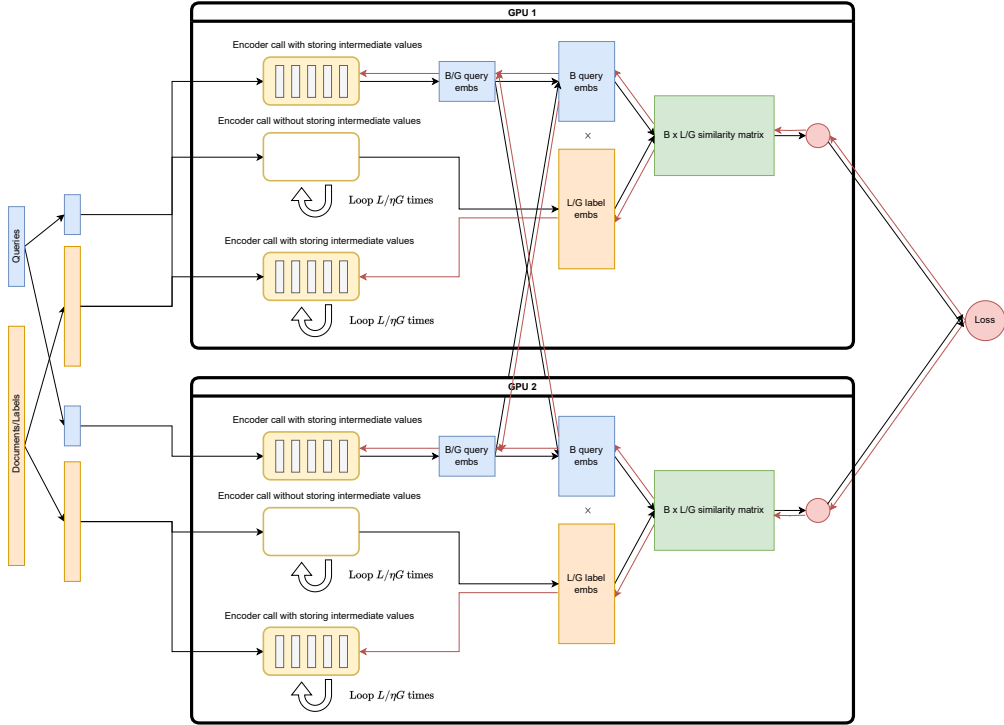 GPU 1
Encoder call with storing intermediate values
B/G query
embs
B query
embs
Encoder call without storing intermediate values
×
B x L/G similarity matrix
Loop L/ηG times
L/G label
embs
Encoder call with storing intermediate values
Loop L/ηG times
Queries
Documents/Labels
Loss
GPU 2
Encoder call with storing intermediate values
B/G query
embs
B query
embs
Encoder call without storing intermediate values
×
B x L/G similarity matrix
Loop L/ηG times
L/G label
embs
Encoder call with storing intermediate values
Loop L/ηG times